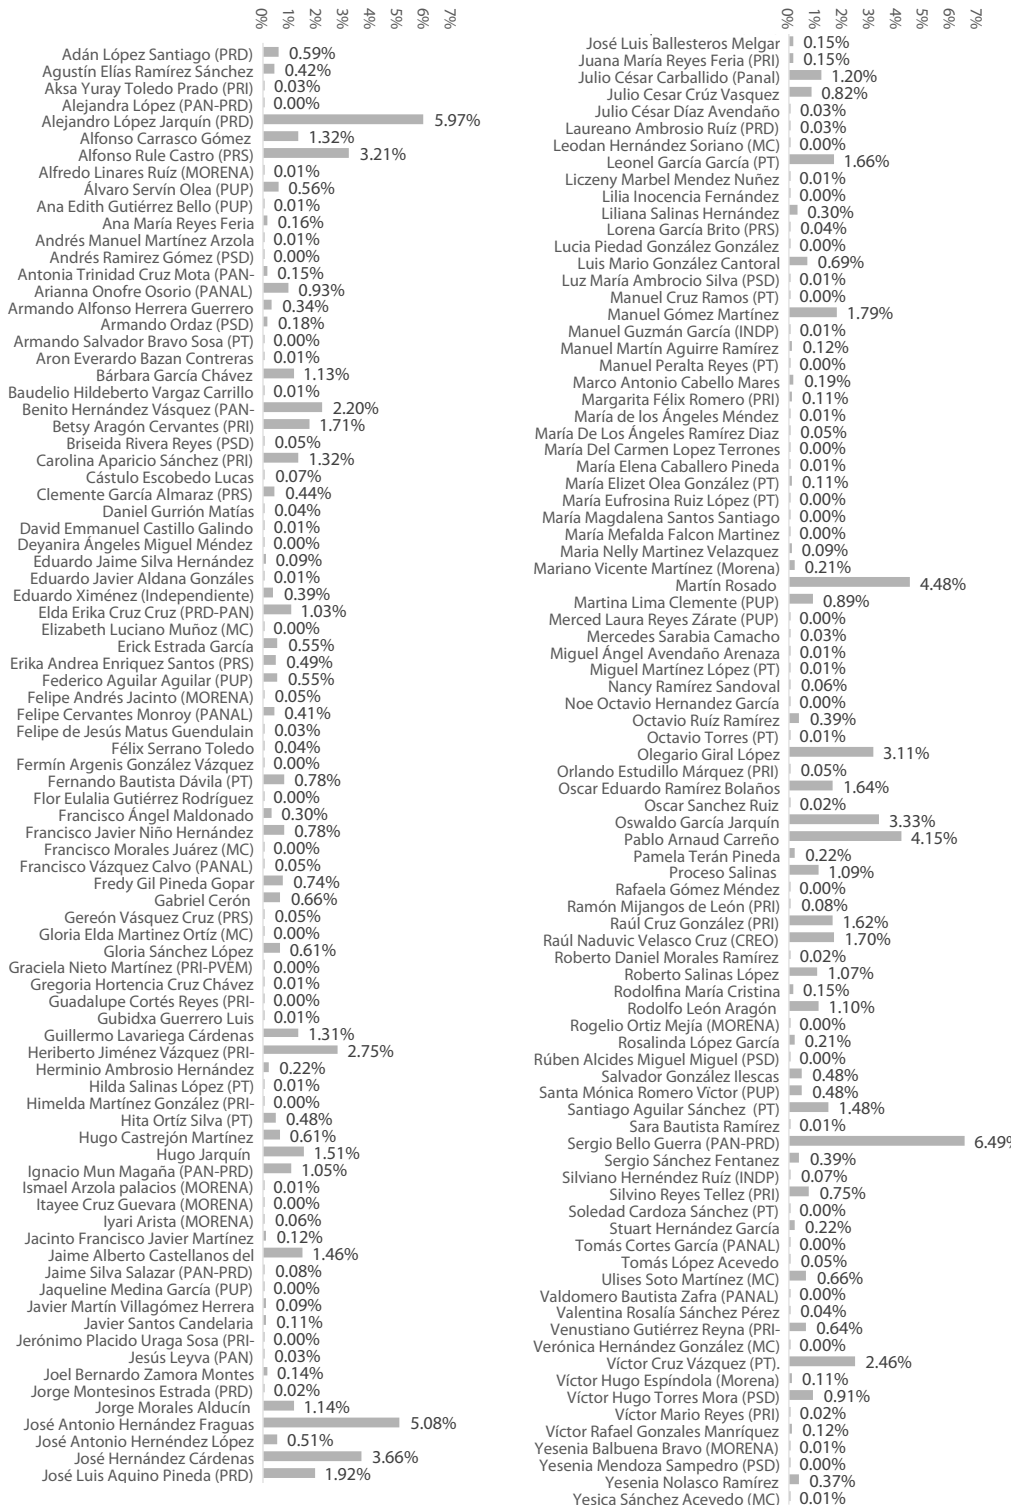 0% 1% 2% 3% 4% 5% 6% 7%
Adán López Santiago (PRD) 0.59%
Agustín Elías Ramírez Sánchez 0.42%
Aksa Yuray Toledo Prado (PRI) 0.03%
Alejandra López (PAN-PRD) 0.00%
Alejandro López Jarquín (PRD) 5.97%
Alfonso Carrasco Gómez 1.32%
Alfonso Rule Castro (PRS) 3.21%
Alfredo Linares Ruíz (MORENA) 0.01%
Álvaro Servín Olea (PUP) 0.56%
Ana Edith Gutiérrez Bello (PUP) 0.01%
Ana María Reyes Feria 0.16%
Andrés Manuel Martínez Arzola 0.01%
Andrés Ramirez Gómez (PSD) 0.00%
Antonia Trinidad Cruz Mota (PAN- 0.15%
Arianna Onofre Osorio (PANAL) 0.93%
Armando Alfonso Herrera Guerrero 0.34%
Armando Ordaz (PSD) 0.18%
Armando Salvador Bravo Sosa (PT) 0.00%
Aron Everardo Bazan Contreras 0.01%
Bárbara García Chávez 1.13%
Baudelio Hildeberto Vargaz Carrillo 0.01%
Benito Hernández Vásquez (PAN- 2.20%
Betsy Aragón Cervantes (PRI) 1.71%
Briseida Rivera Reyes (PSD) 0.05%
Carolina Aparicio Sánchez (PRI) 1.32%
Cástulo Escobedo Lucas 0.07%
Clemente García Almaraz (PRS) 0.44%
Daniel Gurrión Matías 0.04%
David Emmanuel Castillo Galindo 0.01%
Deyanira Ángeles Miguel Méndez 0.00%
Eduardo Jaime Silva Hernández 0.09%
Eduardo Javier Aldana Gonzáles 0.01%
Eduardo Ximénez (Independiente) 0.39%
Elda Erika Cruz Cruz (PRD-PAN) 1.03%
Elizabeth Luciano Muñoz (MC) 0.00%
Erick Estrada García 0.55%
Erika Andrea Enriquez Santos (PRS) 0.49%
Federico Aguilar Aguilar (PUP) 0.55%
Felipe Andrés Jacinto (MORENA) 0.05%
Felipe Cervantes Monroy (PANAL) 0.41%
Felipe de Jesús Matus Guendulain 0.03%
Félix Serrano Toledo 0.04%
Fermín Argenis González Vázquez 0.00%
Fernando Bautista Dávila (PT) 0.78%
Flor Eulalia Gutiérrez Rodríguez 0.00%
Francisco Ángel Maldonado 0.30%
Francisco Javier Niño Hernández 0.78%
Francisco Morales Juárez (MC) 0.00%
Francisco Vázquez Calvo (PANAL) 0.05%
Fredy Gil Pineda Gopar 0.74%
Gabriel Cerón 0.66%
Gereón Vásquez Cruz (PRS) 0.05%
Gloria Elda Martinez Ortíz (MC) 0.00%
Gloria Sánchez López 0.61%
Graciela Nieto Martínez (PRI-PVEM) 0.00%
Gregoria Hortencia Cruz Chávez 0.01%
Guadalupe Cortés Reyes (PRI- 0.00%
Gubidxa Guerrero Luis 0.01%
Guillermo Lavariega Cárdenas 1.31%
Heriberto Jiménez Vázquez (PRI- 2.75%
Herminio Ambrosio Hernández 0.22%
Hilda Salinas López (PT) 0.01%
Himelda Martínez González (PRI- 0.00%
Hita Ortíz Silva (PT) 0.48%
Hugo Castrejón Martínez 0.61%
Hugo Jarquín 1.51%
Ignacio Mun Magaña (PAN-PRD) 1.05%
Ismael Arzola palacios (MORENA) 0.01%
Itayee Cruz Guevara (MORENA) 0.00%
Iyari Arista (MORENA) 0.06%
Jacinto Francisco Javier Martínez 0.12%
Jaime Alberto Castellanos del 1.46%
Jaime Silva Salazar (PAN-PRD) 0.08%
Jaqueline Medina García (PUP) 0.00%
Javier Martín Villagómez Herrera 0.09%
Javier Santos Candelaria 0.11%
Jerónimo Placido Uraga Sosa (PRI- 0.00%
Jesús Leyva (PAN) 0.03%
Joel Bernardo Zamora Montes 0.14%
Jorge Montesinos Estrada (PRD) 0.02%
Jorge Morales Alducín 1.14%
José Antonio Hernández Fraguas 5.08%
José Antonio Hernéndez López 0.51%
José Hernández Cárdenas 3.66%
José Luis Aquino Pineda (PRD) 1.92%
0% 1% 2% 3% 4% 5% 6% 7%
José Luis Ballesteros Melgar 0.15%
Juana María Reyes Feria (PRI) 0.15%
Julio César Carballido (Panal) 1.20%
Julio Cesar Crúz Vasquez 0.82%
Julio César Díaz Avendaño 0.03%
Laureano Ambrosio Ruíz (PRD) 0.03%
Leodan Hernández Soriano (MC) 0.00%
Leonel García García (PT) 1.66%
Liczeny Marbel Mendez Nuñez 0.01%
Lilia Inocencia Fernández 0.00%
Liliana Salinas Hernández 0.30%
Lorena García Brito (PRS) 0.04%
Lucia Piedad González González 0.00%
Luis Mario González Cantoral 0.69%
Luz María Ambrocio Silva (PSD) 0.01%
Manuel Cruz Ramos (PT) 0.00%
Manuel Gómez Martínez 1.79%
Manuel Guzmán García (INDP) 0.01%
Manuel Martín Aguirre Ramírez 0.12%
Manuel Peralta Reyes (PT) 0.00%
Marco Antonio Cabello Mares 0.19%
Margarita Félix Romero (PRI) 0.11%
María de los Ángeles Méndez 0.01%
María De Los Ángeles Ramírez Diaz 0.05%
María Del Carmen Lopez Terrones 0.00%
María Elena Caballero Pineda 0.01%
María Elizet Olea González (PT) 0.11%
María Eufrosina Ruiz López (PT) 0.00%
María Magdalena Santos Santiago 0.00%
María Mefalda Falcon Martinez 0.00%
Maria Nelly Martinez Velazquez 0.09%
Mariano Vicente Martínez (Morena) 0.21%
Martín Rosado 4.48%
Martina Lima Clemente (PUP) 0.89%
Merced Laura Reyes Zárate (PUP) 0.00%
Mercedes Sarabia Camacho 0.03%
Miguel Ángel Avendaño Arenaza 0.01%
Miguel Martínez López (PT) 0.01%
Nancy Ramírez Sandoval 0.06%
Noe Octavio Hernandez García 0.00%
Octavio Ruíz Ramírez 0.39%
Octavio Torres (PT) 0.01%
Olegario Giral López 3.11%
Orlando Estudillo Márquez (PRI) 0.05%
Oscar Eduardo Ramírez Bolaños 1.64%
Oscar Sanchez Ruiz 0.02%
Oswaldo García Jarquín 3.33%
Pablo Arnaud Carreño 4.15%
Pamela Terán Pineda 0.22%
Proceso Salinas 1.09%
Rafaela Gómez Méndez 0.00%
Ramón Mijangos de León (PRI) 0.08%
Raúl Cruz González (PRI) 1.62%
Raúl Naduvic Velasco Cruz (CREO) 1.70%
Roberto Daniel Morales Ramírez 0.02%
Roberto Salinas López 1.07%
Rodolfina María Cristina 0.15%
Rodolfo León Aragón 1.10%
Rogelio Ortiz Mejía (MORENA) 0.00%
Rosalinda López García 0.21%
Rúben Alcides Miguel Miguel (PSD) 0.00%
Salvador González Ilescas 0.48%
Santa Mónica Romero Víctor (PUP) 0.48%
Santiago Aguilar Sánchez (PT) 1.48%
Sara Bautista Ramírez 0.01%
Sergio Bello Guerra (PAN-PRD) 6.49%
Sergio Sánchez Fentanez 0.39%
Silviano Hernández Ruíz (INDP) 0.07%
Silvino Reyes Tellez (PRI) 0.75%
Soledad Cardoza Sánchez (PT) 0.00%
Stuart Hernández García 0.22%
Tomás Cortes García (PANAL) 0.00%
Tomás López Acevedo 0.05%
Ulises Soto Martínez (MC) 0.66%
Valdomero Bautista Zafra (PANAL) 0.00%
Valentina Rosalía Sánchez Pérez 0.04%
Venustiano Gutiérrez Reyna (PRI- 0.64%
Verónica Hernández González (MC) 0.00%
Víctor Cruz Vázquez (PT). 2.46%
Víctor Hugo Espíndola (Morena) 0.11%
Víctor Hugo Torres Mora (PSD) 0.91%
Víctor Mario Reyes (PRI) 0.02%
Víctor Rafael Gonzales Manríquez 0.12%
Yesenia Balbuena Bravo (MORENA) 0.01%
Yesenia Mendoza Sampedro (PSD) 0.00%
Yesenia Nolasco Ramírez 0.37%
Yesica Sánchez Acevedo (MC) 0.01%